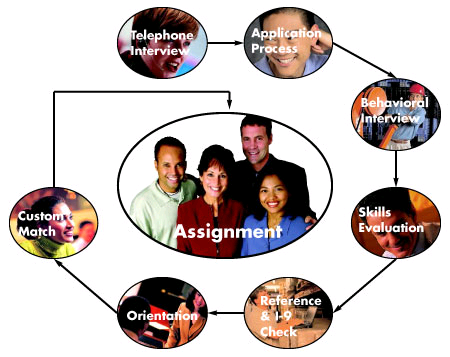 Telephone
Interview
Application
Process
Behavioral
Interview
Skills
Evaluation
Reference
& I-9
Check
Orientation
Custom
Match
Assignment